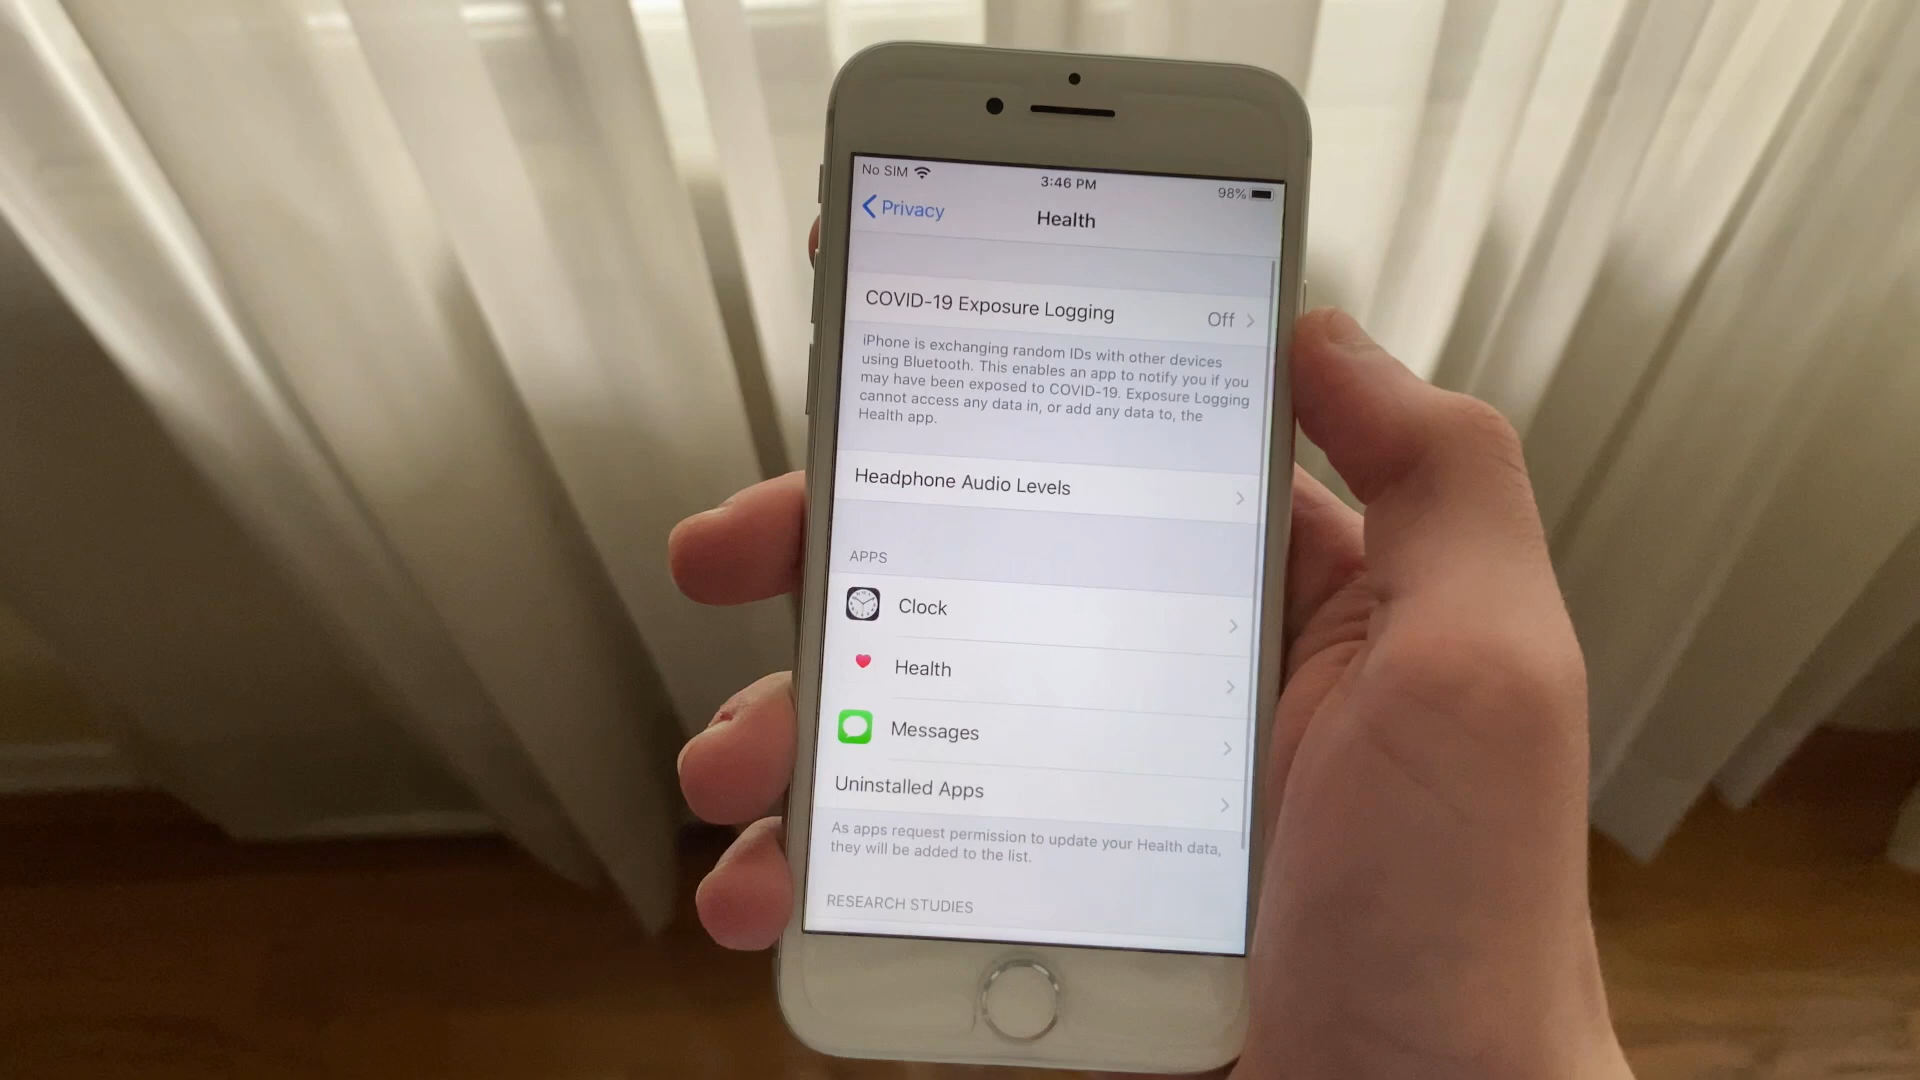 No SIM 3:46 PM 98%
Privacy Health
COVID-19 Exposure Logging Off
iPhone is exchanging random IDs with other devices
using Bluetooth. This enables an app to notify you if you
may have been exposed to COVID-19. Exposure Logging
cannot access any data in, or add any data to, the
Health app.
Headphone Audio Levels
APPS
Clock
Health
Messages
Uninstalled Apps
As apps request permission to update your Health data,
they will be added to the list.
RESEARCH STUDIES